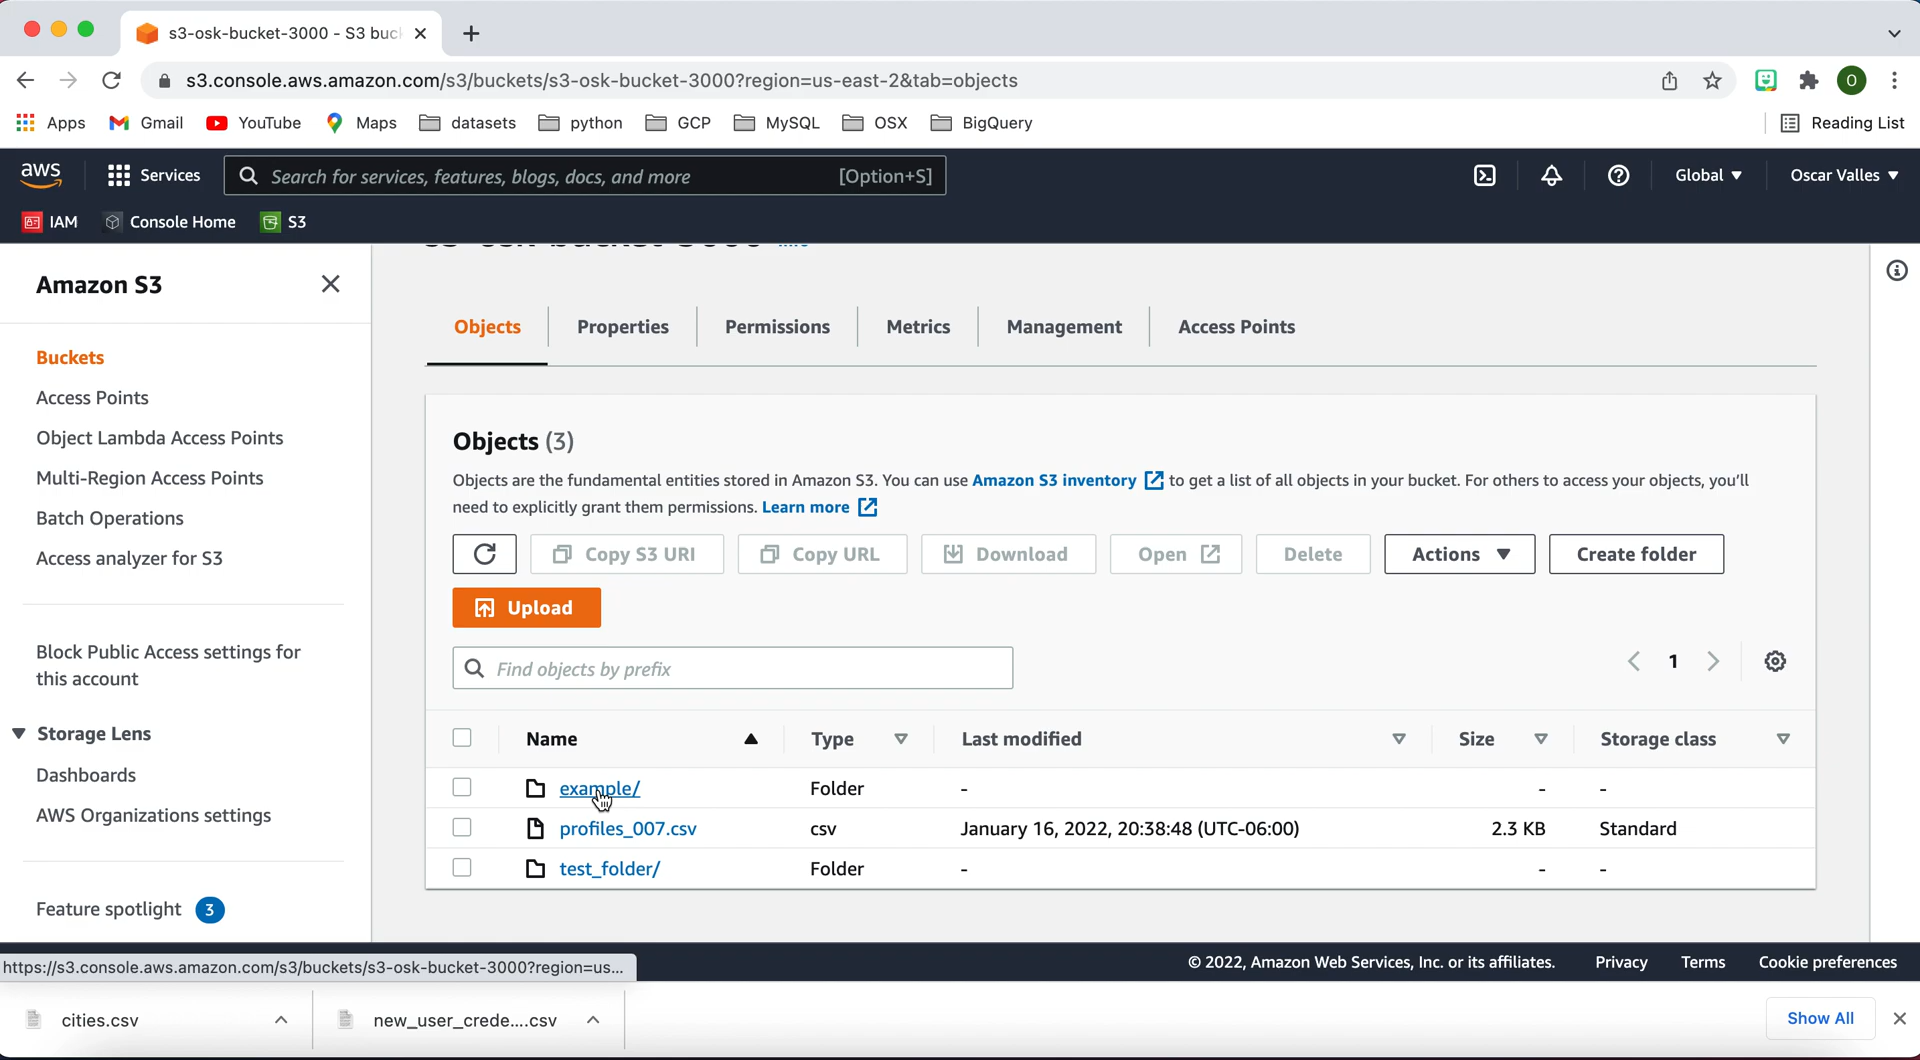 s3-osk-bucket-3000 - S3 buc
s3.console.aws.amazon.com/s3/buckets/s3-osk-bucket-3000?region=us-east-2&tab=objects
O
Apps Gmail YouTube Maps datasets python GCP MySQL OSX BigQuery Reading List
aws Services Search for services, features, blogs, docs, and more [Option+S] Global Oscar Valles
IAM Console Home S3
Amazon S3
Buckets
Access Points
Object Lambda Access Points
Multi-Region Access Points
Batch Operations
Access analyzer for S3
Block Public Access settings for
this account
Storage Lens
Dashboards
AWS Organizations settings
Feature spotlight 3
s3-osk-bucket-3000 Info
Objects Properties Permissions Metrics Management Access Points
Objects (3)
Objects are the fundamental entities stored in Amazon S3. You can use Amazon S3 inventory to get a list of all objects in your bucket. For others to access your objects, you'll
need to explicitly grant them permissions. Learn more
Copy S3 URI Copy URL Download Open Delete Actions Create folder
Upload
Find objects by prefix
1
Name Type Last modified Size Storage class
example/ Folder - - -
profiles_007.csv csv January 16, 2022, 20:38:48 (UTC-06:00) 2.3 KB Standard
test_folder/ Folder - - -
https://s3.console.aws.amazon.com/s3/buckets/s3-osk-bucket-3000?region=us...
© 2022, Amazon Web Services, Inc. or its affiliates. Privacy Terms Cookie preferences
cities.csv new_user_crede....csv Show All